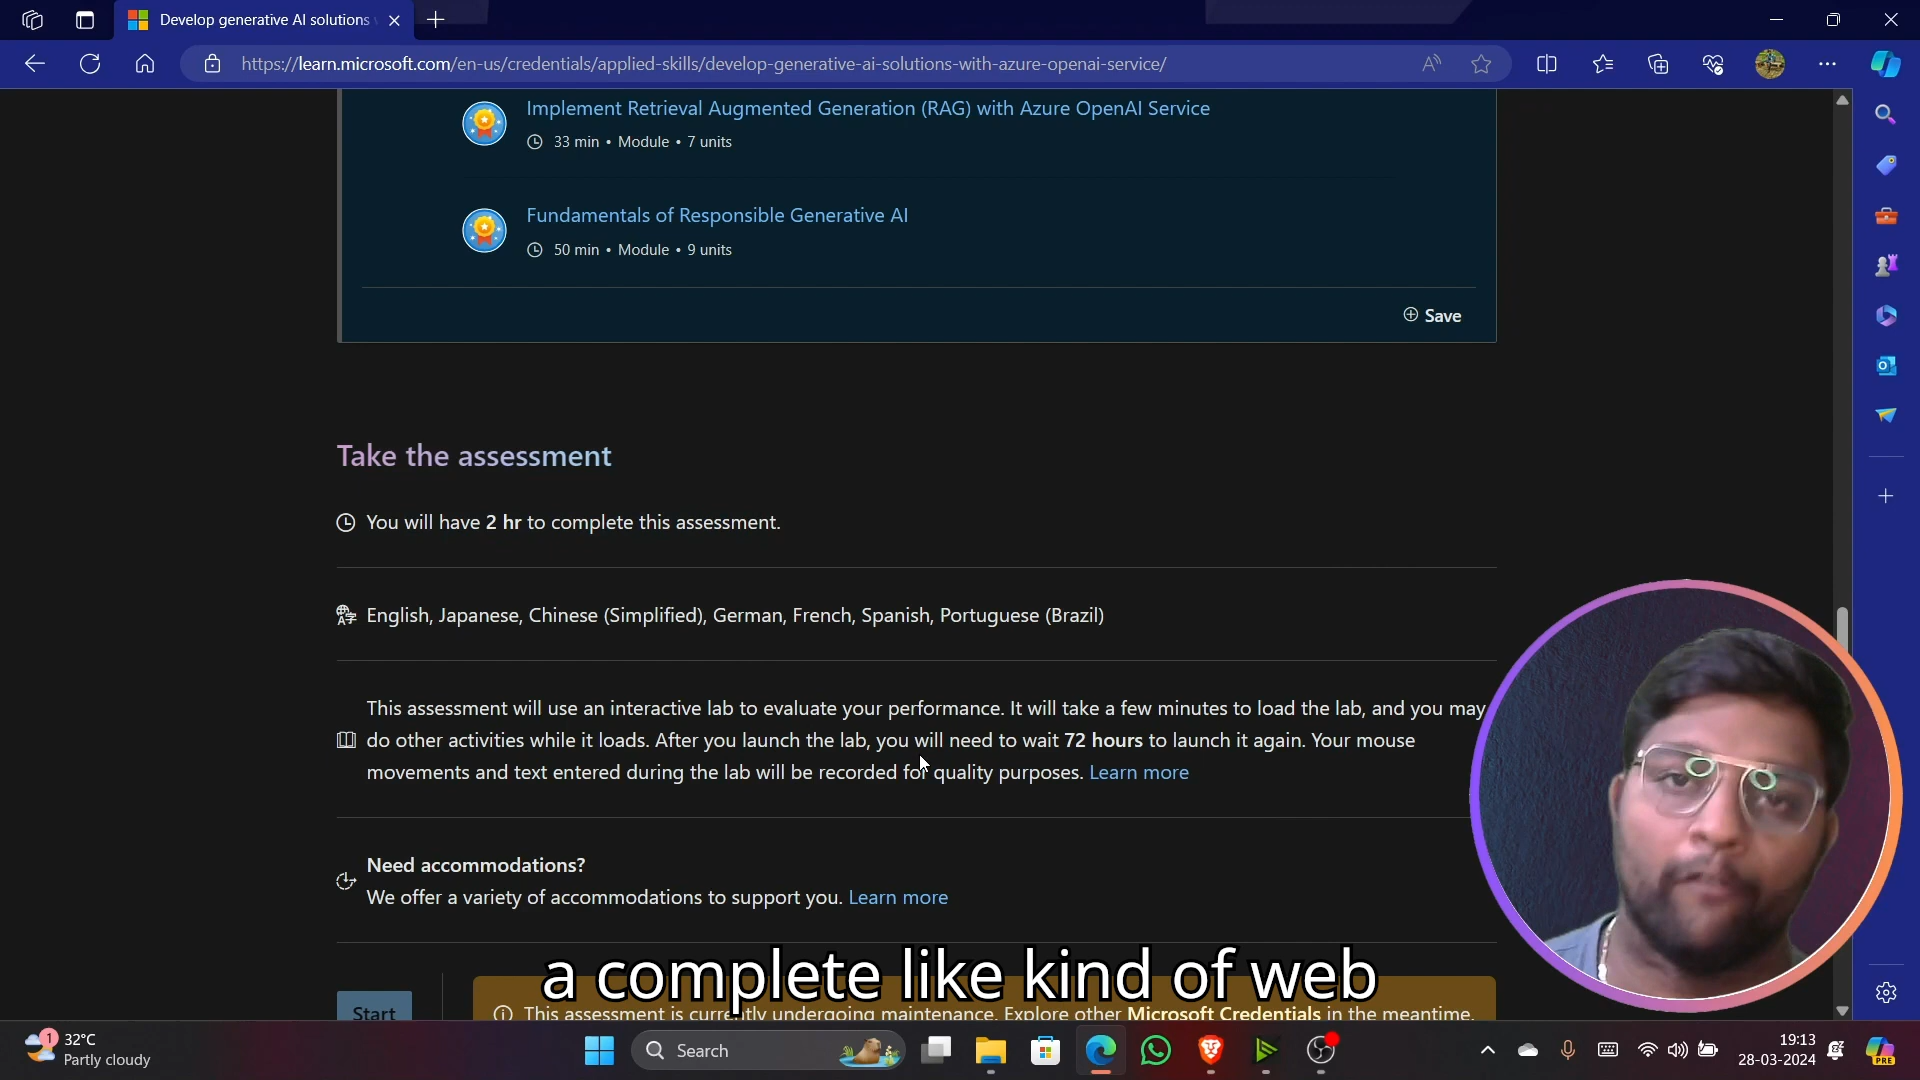 Develop generative AI solutions
https://learn.microsoft.com/en-us/credentials/applied-skills/develop-generative-ai-solutions-with-azure-openai-service/
Implement Retrieval Augmented Generation (RAG) with Azure OpenAI Service
33 min • Module • 7 units
Fundamentals of Responsible Generative AI
50 min • Module • 9 units
Save
Take the assessment
You will have 2 hr to complete this assessment.
English, Japanese, Chinese (Simplified), German, French, Spanish, Portuguese (Brazil)
This assessment will use an interactive lab to evaluate your performance. It will take a few minutes to load the lab, and you may
do other activities while it loads. After you launch the lab, you will need to wait 72 hours to launch it again. Your mouse
movements and text entered during the lab will be recorded for quality purposes. Learn more
Need accommodations?
We offer a variety of accommodations to support you. Learn more
a complete like kind of web
Start
This assessment is currently undergoing maintenance. Explore other Microsoft Credentials in the meantime.
1
32°C
Partly cloudy
Search
19:13
28-03-2024
PRE